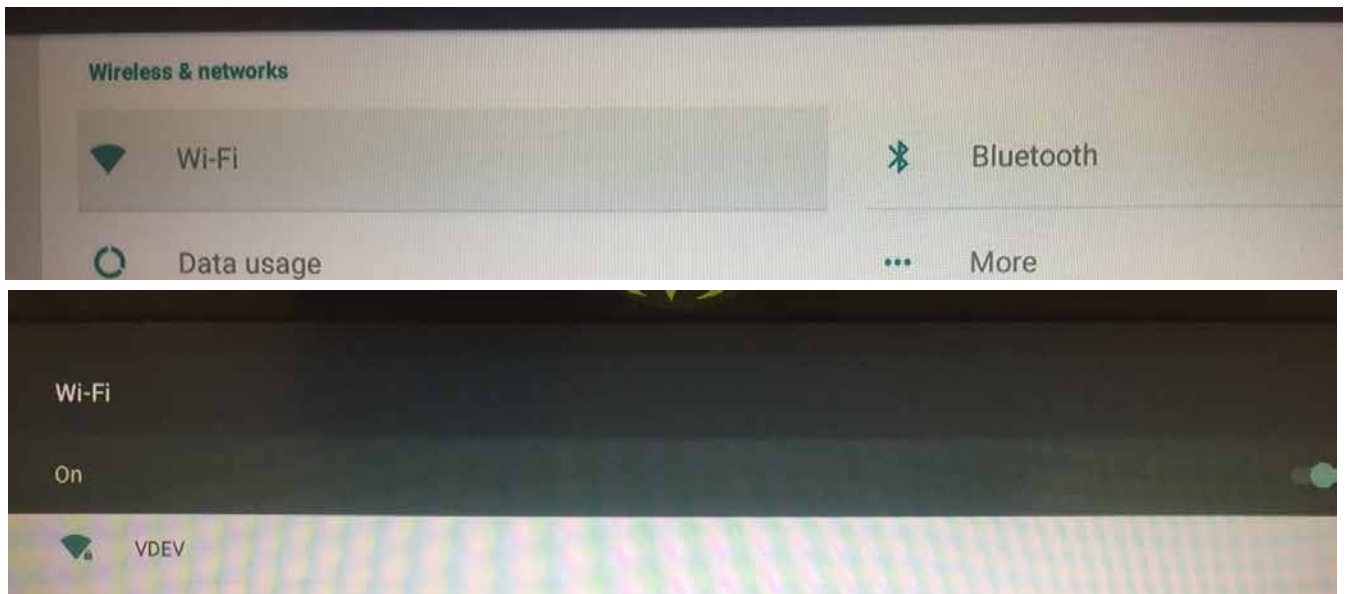 Wireless & networks
Wi-Fi
Bluetooth
Data usage
More
Wi-Fi
On
VDEV